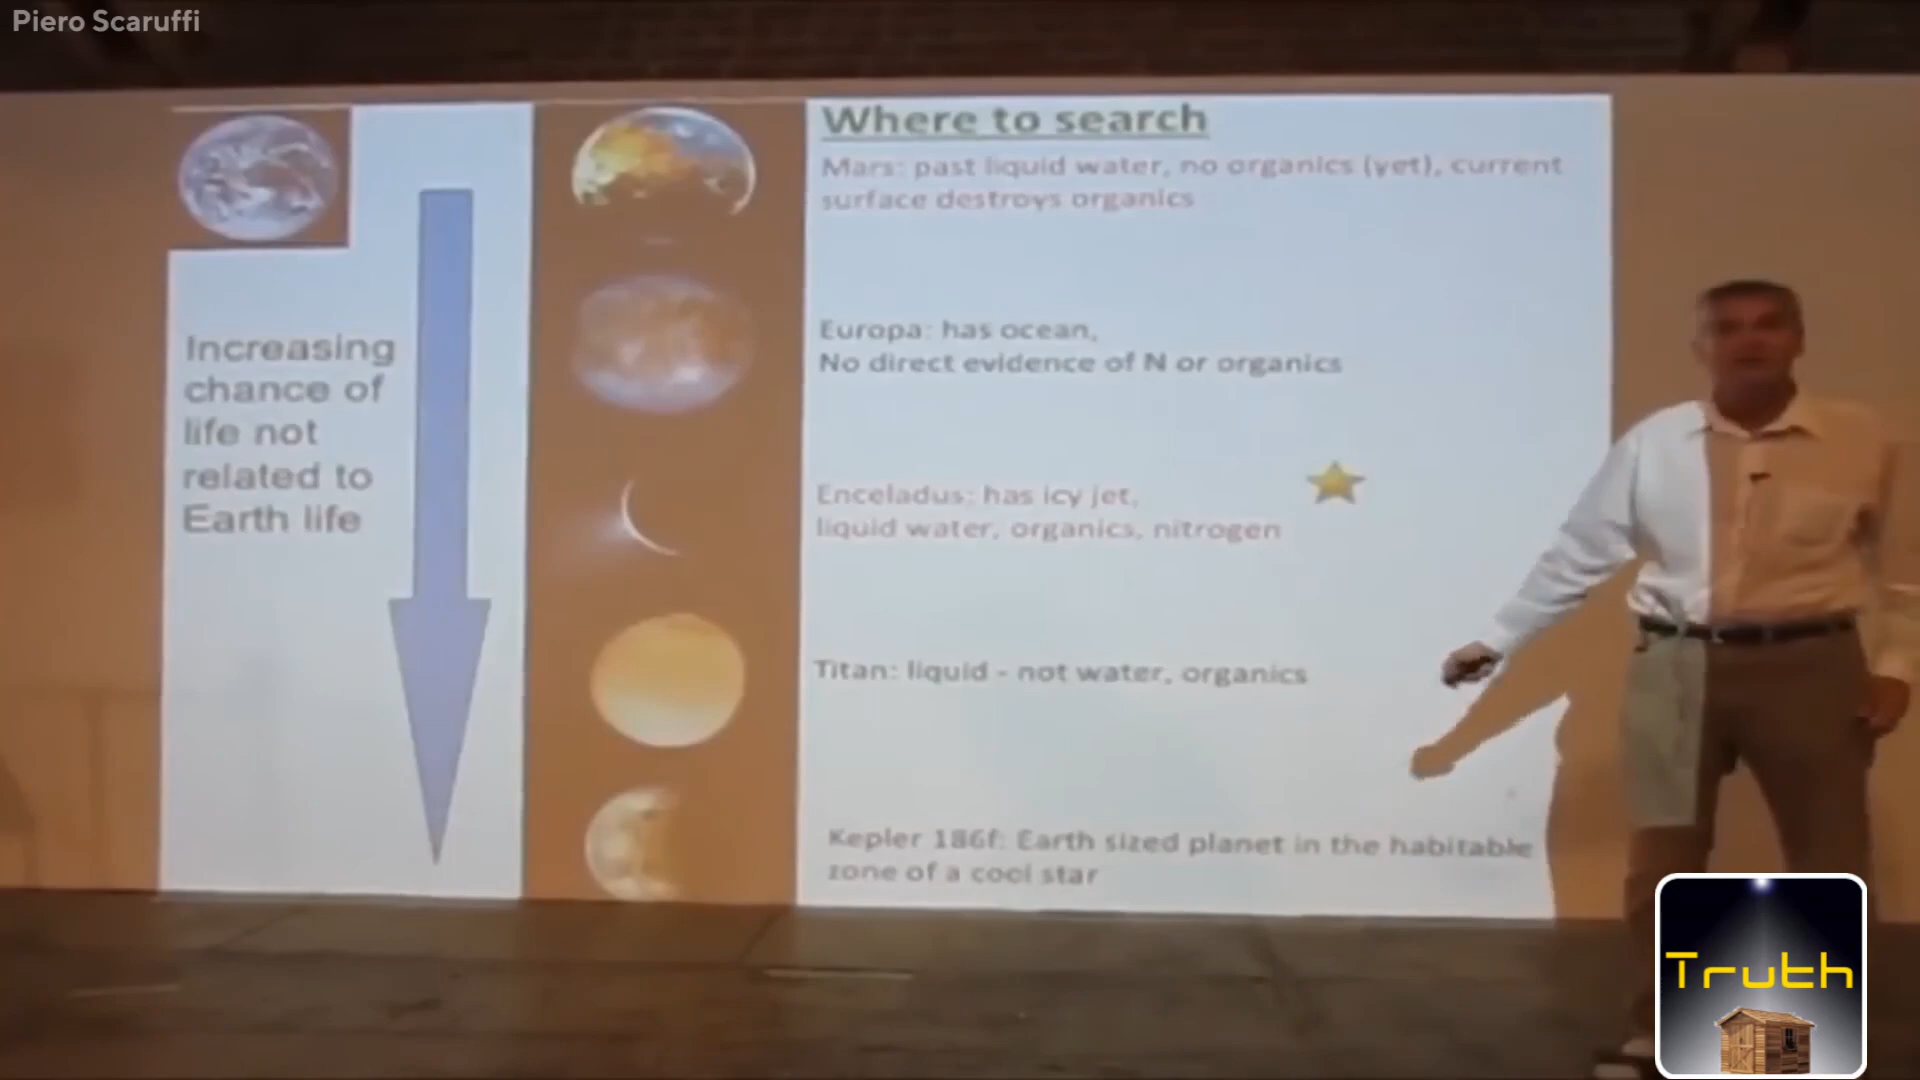 Piero Scaruffi
Where to search
Mars: past liquid water, no organics (yet), current
surface destroys organics
Increasing
chance of
life not
related to
Earth life
Europa: has ocean,
No direct evidence of N or organics
Enceladus: has icy jet,
liquid water, organics, nitrogen
Titan: liquid - not water, organics
Kepler 186f: Earth sized planet in the habitable
zone of a cool star
Truth